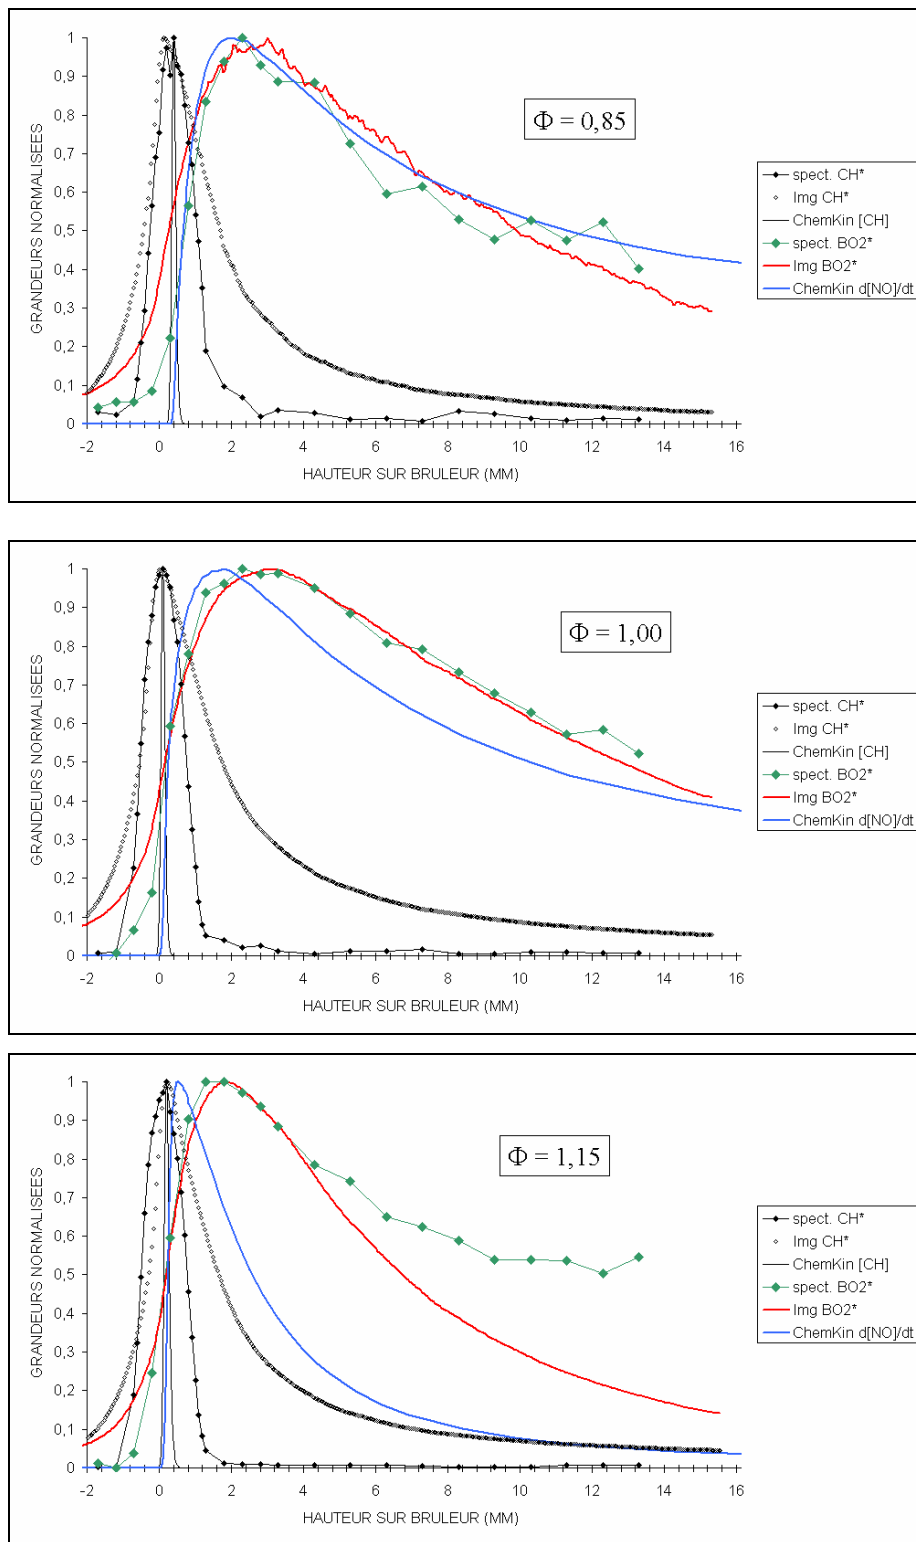 1
0,9
0,8
0,7
0,6
0,5
0,4
0,3
0,2
0,1
0
GRANDEURS NORMALISEES
-2 0 2 4 6 8 10 12 14 16
HAUTEUR SUR BRULEUR (MM)
Φ = 0,85
spect. CH*
Img CH*
ChemKin [CH]
spect. BO2*
Img BO2*
ChemKin d[NO]/dt
1
0,9
0,8
0,7
0,6
0,5
0,4
0,3
0,2
0,1
0
GRANDEURS NORMALISEES
-2 0 2 4 6 8 10 12 14 16
HAUTEUR SUR BRULEUR (MM)
Φ = 1,00
spect. CH*
Img CH*
ChemKin [CH]
spect. BO2*
Img BO2*
ChemKin d[NO]/dt
1
0,9
0,8
0,7
0,6
0,5
0,4
0,3
0,2
0,1
0
GRANDEURS NORMALISEES
-2 0 2 4 6 8 10 12 14 16
HAUTEUR SUR BRULEUR (MM)
Φ = 1,15
spect. CH*
Img CH*
ChemKin [CH]
spect. BO2*
Img BO2*
ChemKin d[NO]/dt